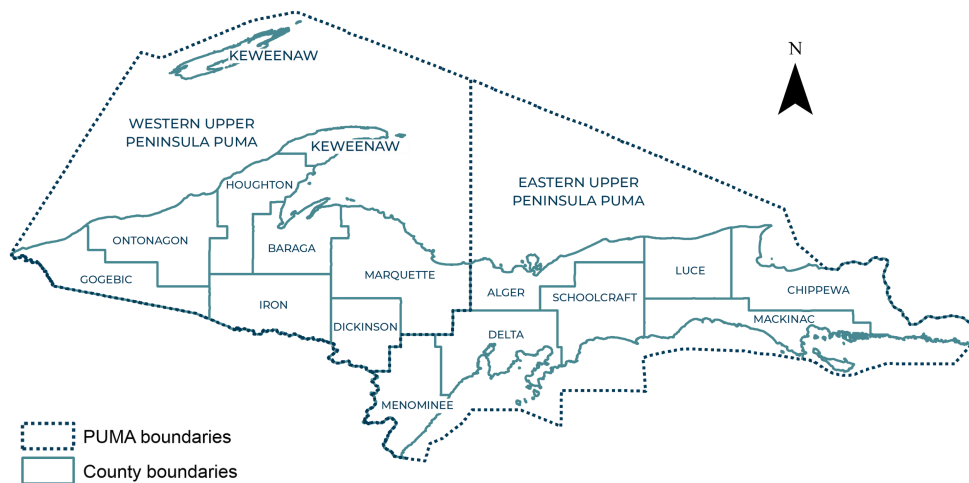 KEWEENAW
N
WESTERN UPPER
PENINSULA PUMA
KEWEENAW
HOUGHTON
EASTERN UPPER
PENINSULA PUMA
ONTONAGON
BARAGA
MARQUETTE
LUCE
GOGEBIC
CHIPPEWA
ALGER
SCHOOLCRAFT
IRON
MACKINAC
DICKINSON
DELTA
MENOMINEE
PUMA boundaries
County boundaries